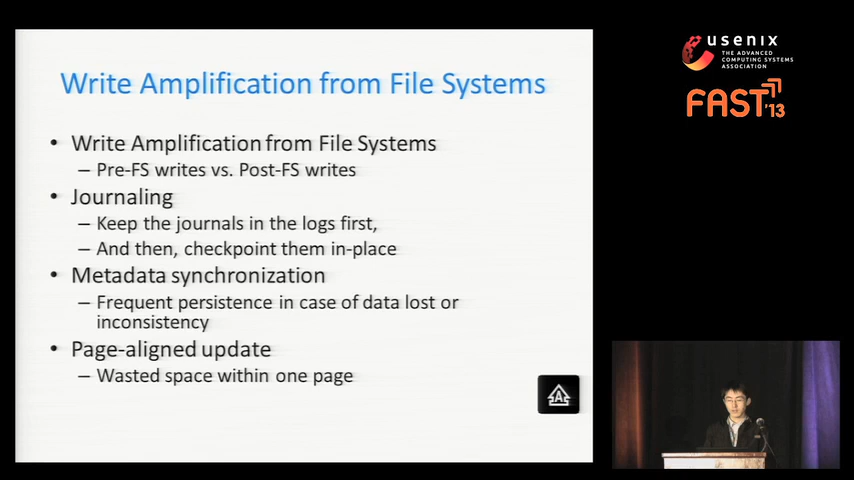 Write Amplification from File Systems
• Write Amplification from File Systems
– Pre-FS writes vs. Post-FS writes
• Journaling
– Keep the journals in the logs first,
– And then, checkpoint them in-place
• Metadata synchronization
– Frequent persistence in case of data lost or
inconsistency
• Page-aligned update
– Wasted space within one page
A
usenix
THE ADVANCED
COMPUTING SYSTEMS
ASSOCIATION
FAST'13